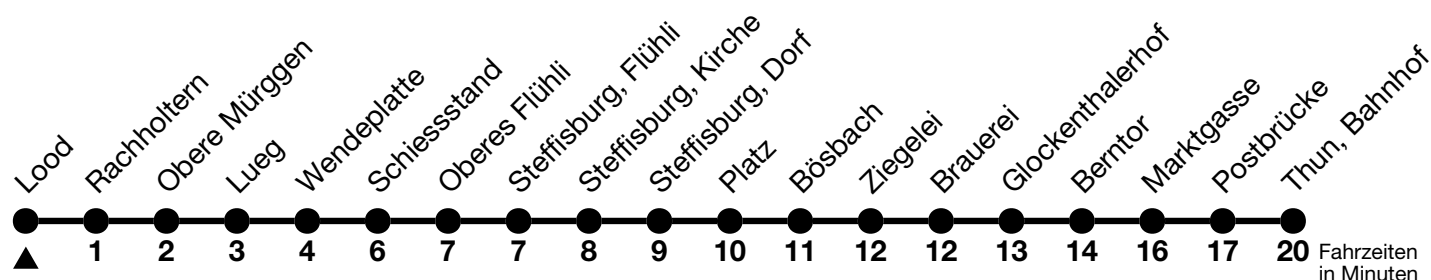 Lood
Rachholtern
Obere Mürggen
Lueg
Wendeplatte
Schiessstand
Oberes Flühli
Steffisburg, Flühli
Steffisburg, Kirche
Steffisburg, Dorf
Platz
Bösbach
Ziegelei
Brauerei
Glockenthalerhof
Berntor
Marktgasse
Postbrücke
Thun, Bahnhof
1 2 3 4 6 7 7 8 9 10 11 12 12 13 14 16 17 20 Fahrzeiten
in Minuten